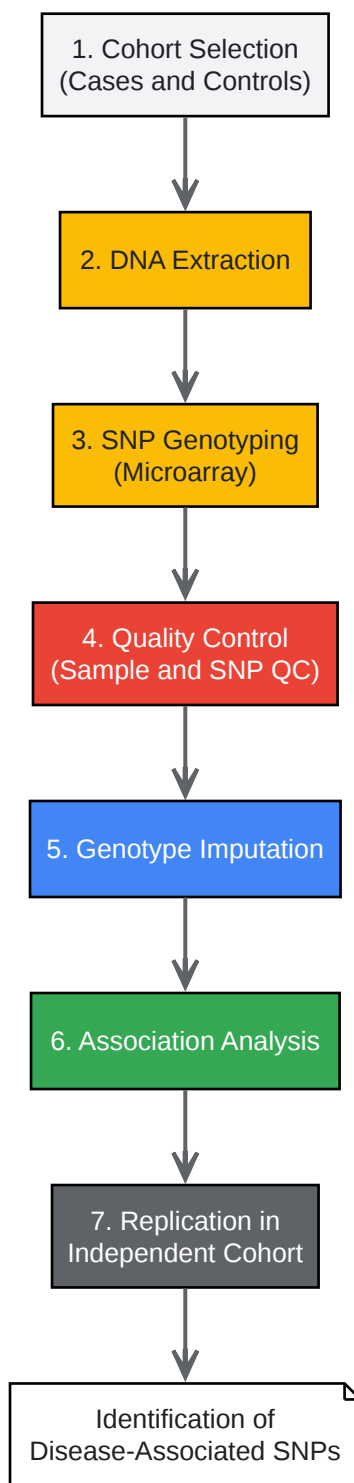 1. Cohort Selection
(Cases and Controls)
2. DNA Extraction
3. SNP Genotyping
(Microarray)
4. Quality Control
(Sample and SNP QC)
5. Genotype Imputation
6. Association Analysis
7. Replication in
Independent Cohort
Identification of
Disease-Associated SNPs